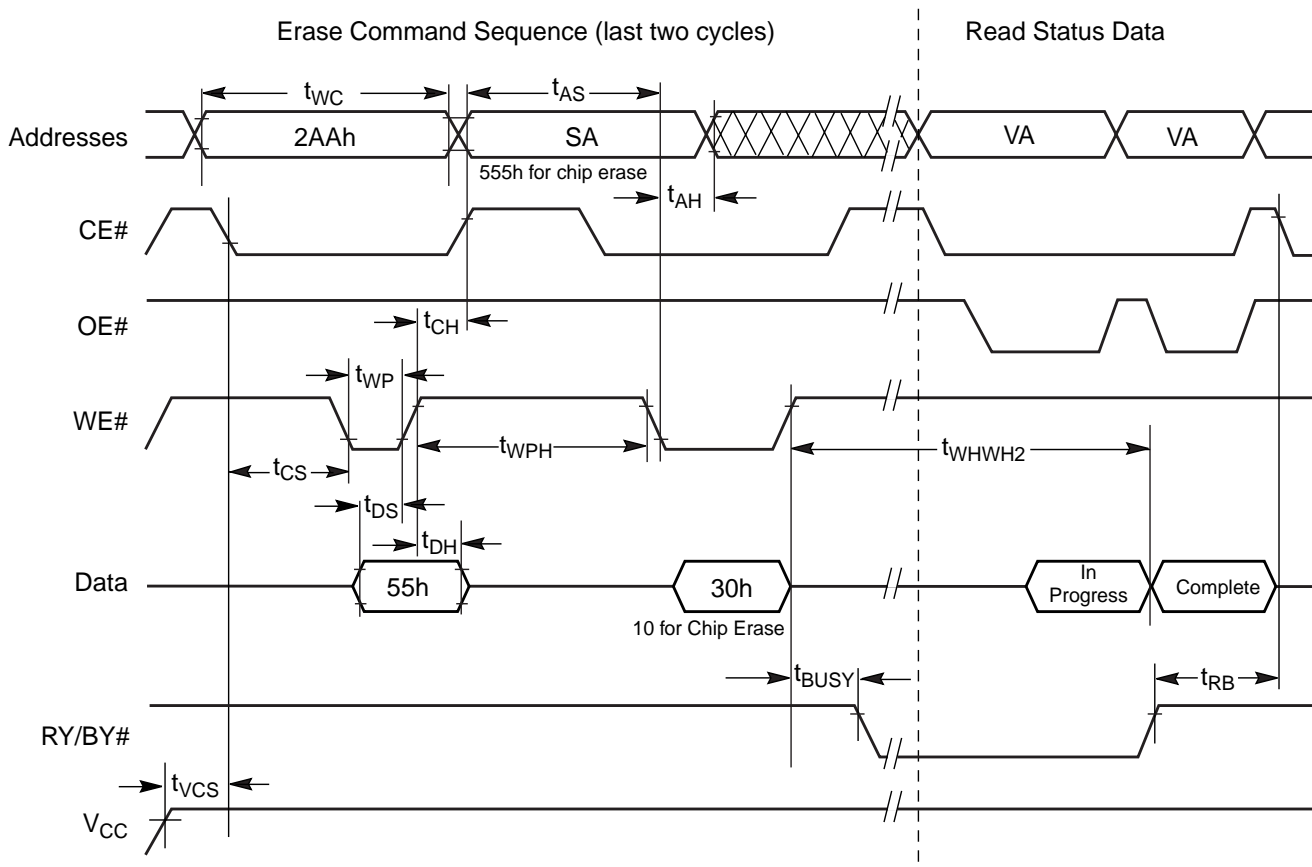 Erase Command Sequence (last two cycles)
Read Status Data
tWC
tAS
Addresses
2AAh
SA
VA
VA
555h for chip erase
tAH
CE#
OE#
tCH
tWP
WE#
tWPH
tWHWH2
tCS
tDS
tDH
Data
55h
30h
In
Progress
Complete
10 for Chip Erase
tBUSY
tRB
RY/BY#
tVCS
VCC